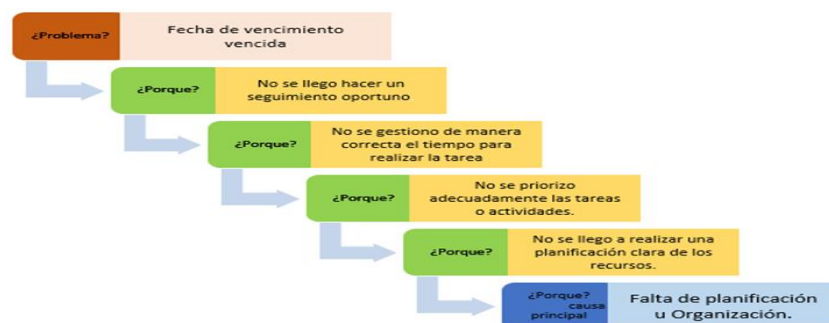 ¿Problema?
Fecha de vencimiento
vencida
¿Porque?
No se llego hacer un
seguimiento oportuno
¿Porque?
No se gestiono de manera
correcta el tiempo para
realizar la tarea
¿Porque?
No se priorizo
adecuadamente las tareas
o actividades.
¿Porque?
No se llego a realizar una
planificación clara de los
recursos.
¿Porque?
causa
principal
Falta de planificación
u Organización.